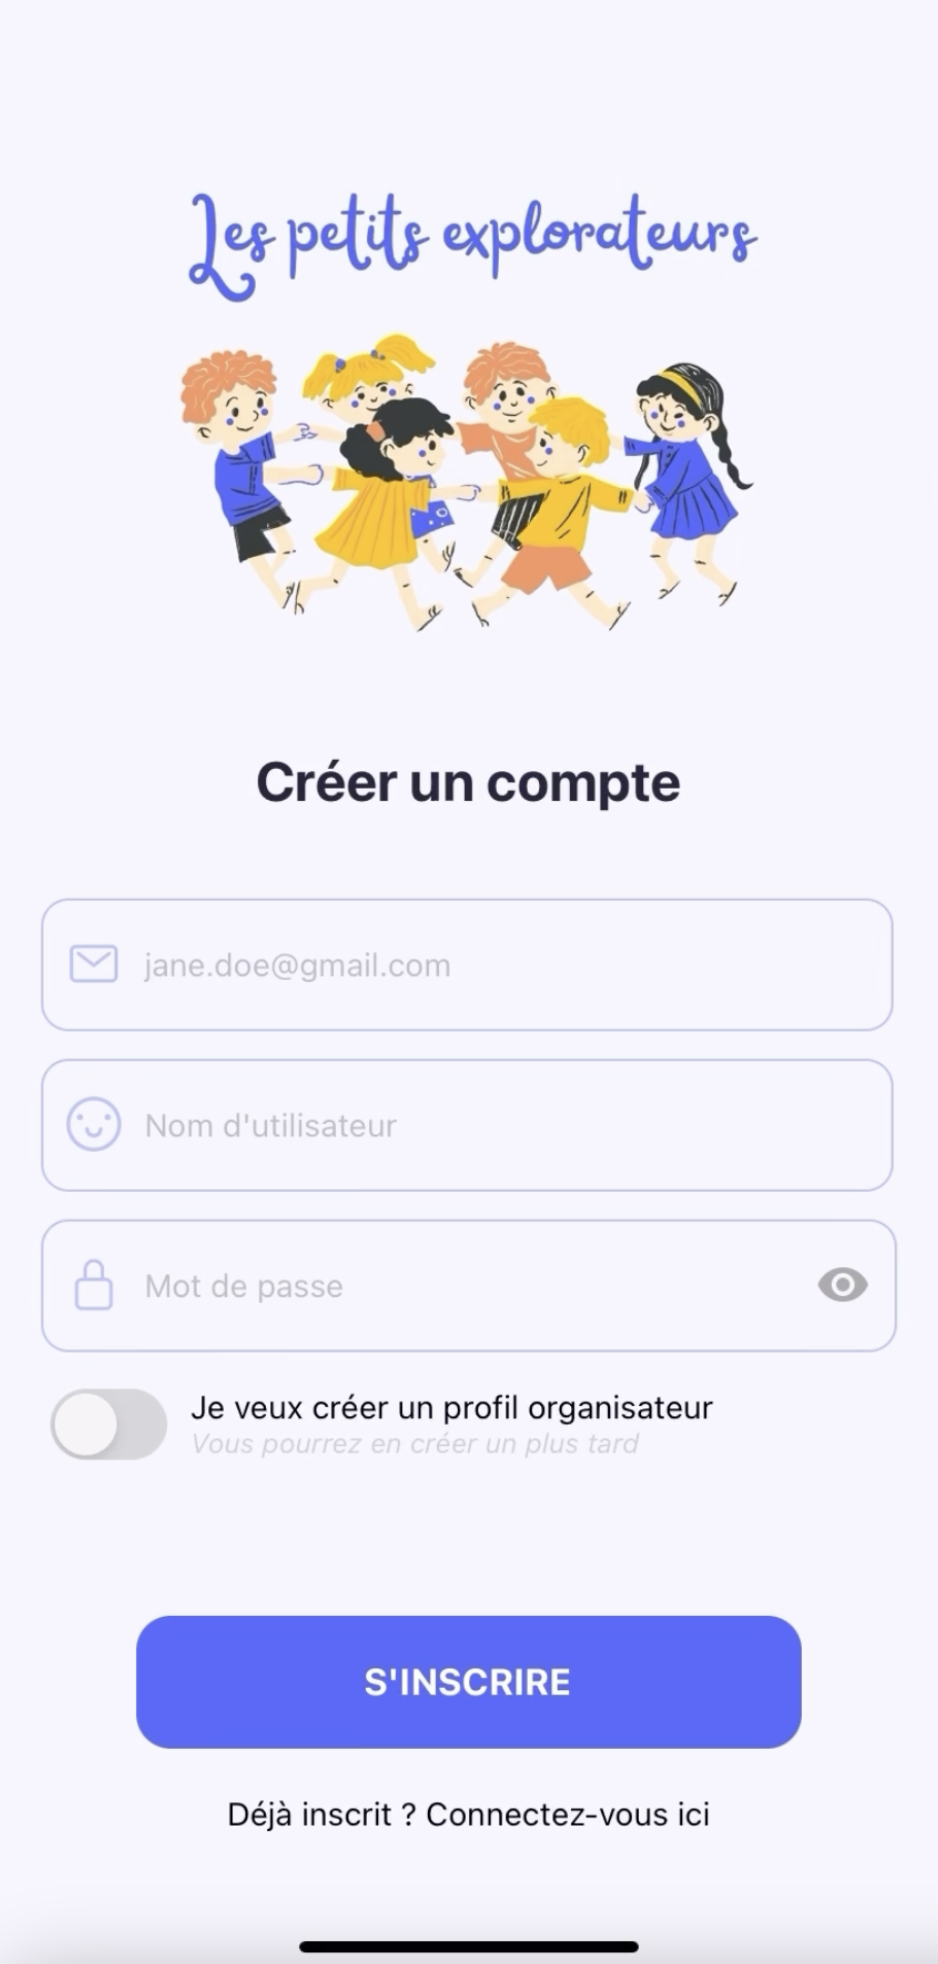 Les petits explorateurs
Créer un compte
jane.doe@gmail.com
Nom d'utilisateur
Mot de passe
Je veux créer un profil organisateur
Vous pourrez en créer un plus tard
S'INSCRIRE
Déjà inscrit ? Connectez-vous ici